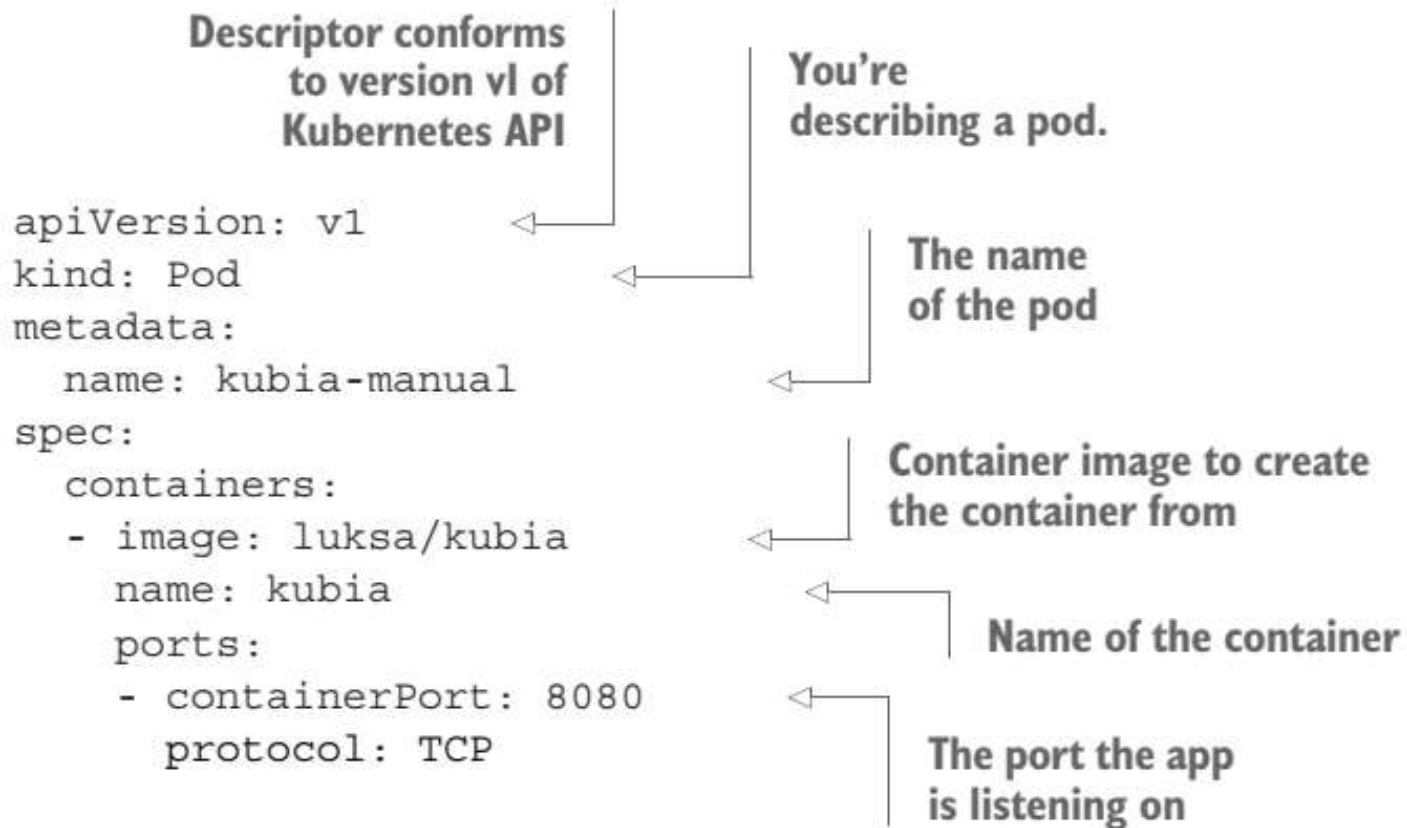 Descriptor conforms
to version vl of
Kubernetes API
You're
describing a pod.
apiVersion: v1
kind: Pod
metadata:
name: kubia-manual
The name
of the pod
spec:
containers:
- image: luksa/kubia
Container image to create
the container from
name: kubia
Name of the container
ports:
- containerPort: 8080
protocol: TCP
The port the app
is listening on